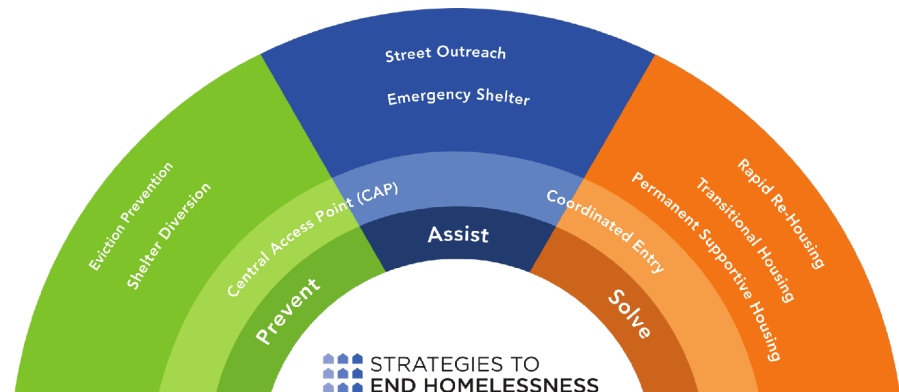 Street Outreach
Emergency Shelter
Eviction Prevention
Shelter Diversion
Central Access Point (CAP)
Prevent
Assist
Coordinated Entry
Solve
Rapid Re-Housing
Transitional Housing
Permanent Supportive Housing
STRATEGIES TO
END HOMELESSNESS